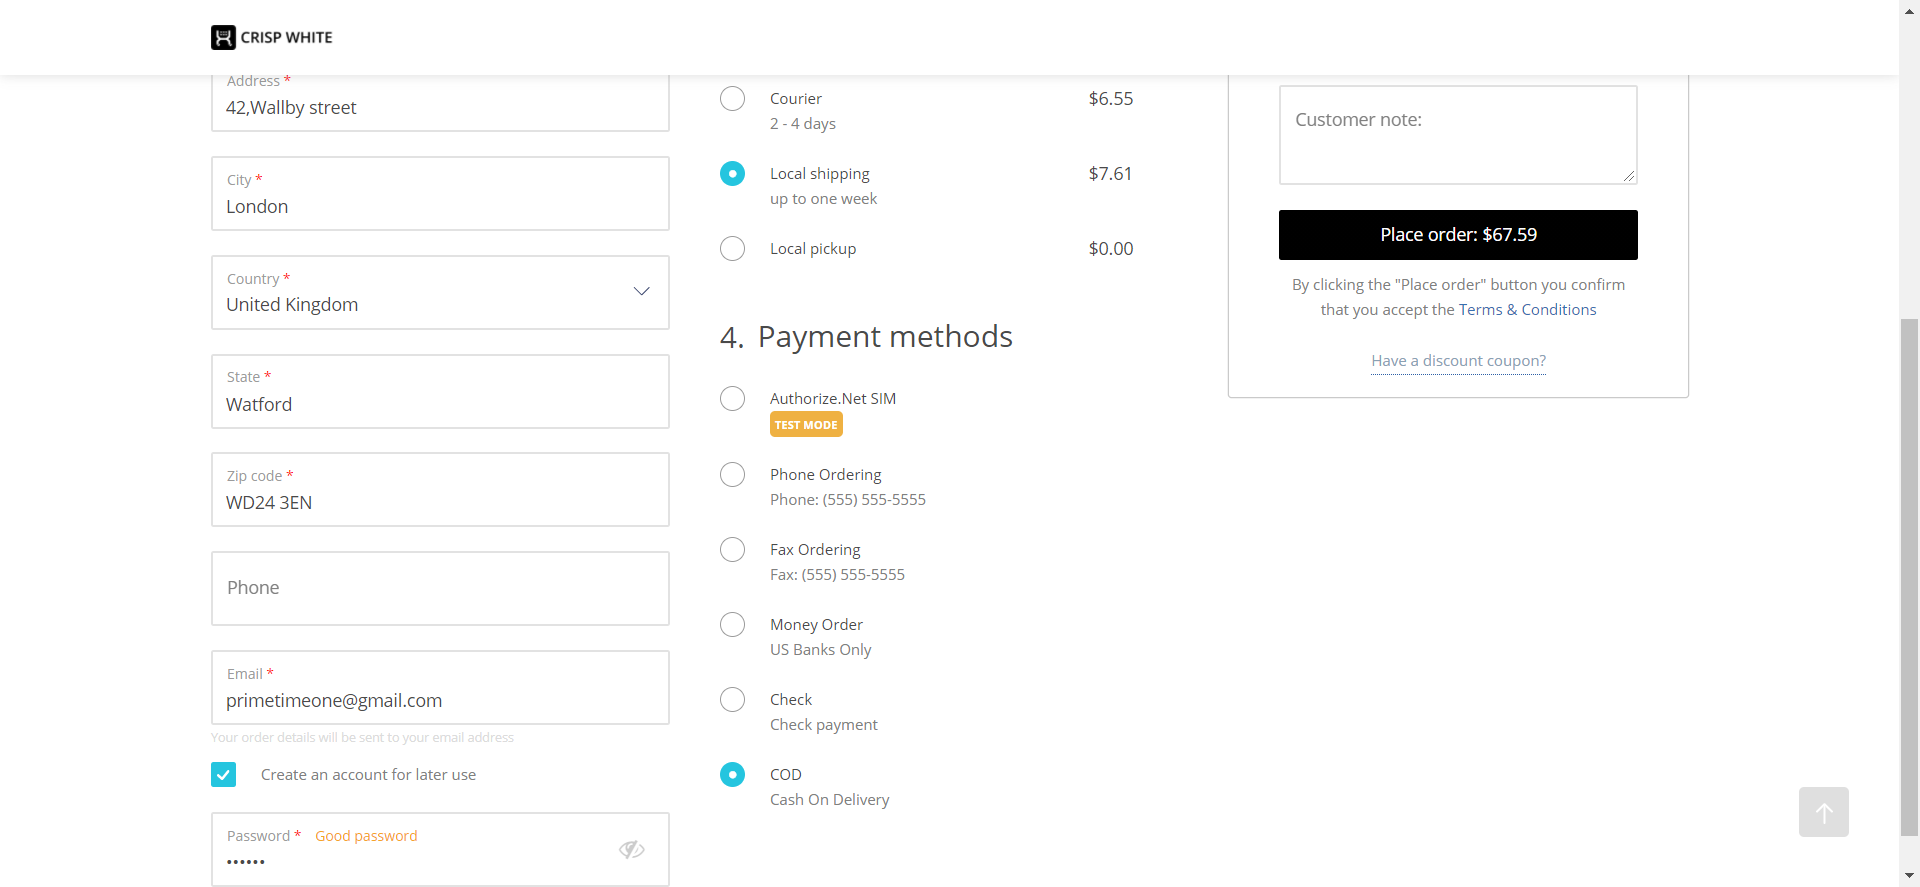 CRISP WHITE
Address *
42,Wallby street
City *
London
Country *
United Kingdom
State *
Watford
Zip code *
WD24 3EN
Phone
Email *
primetimeone@gmail.com
Your order details will be sent to your email address
Create an account for later use
Password * Good password
••••••
Courier $6.55
2 - 4 days
Local shipping $7.61
up to one week
Local pickup $0.00
4. Payment methods
Authorize.Net SIM
TEST MODE
Phone Ordering
Phone: (555) 555-5555
Fax Ordering
Fax: (555) 555-5555
Money Order
US Banks Only
Check
Check payment
COD
Cash On Delivery
Customer note:
Place order: $67.59
By clicking the "Place order" button you confirm
that you accept the Terms & Conditions
Have a discount coupon?